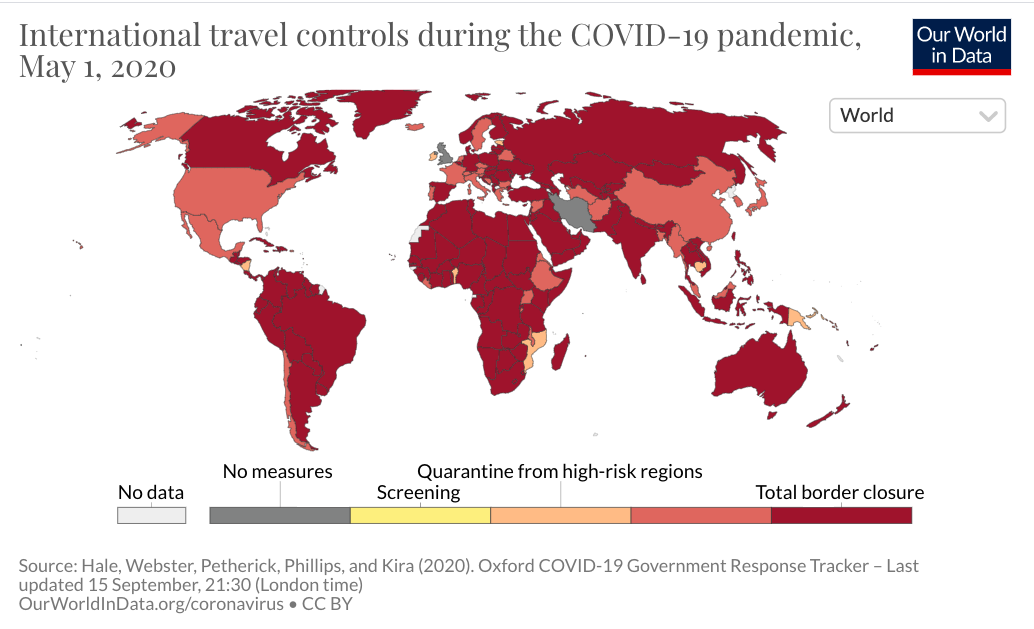 International travel controls during the COVID-19 pandemic,
May 1, 2020
Our World
in Data
World
No measures
Quarantine from high-risk regions
No data
Screening
Total border closure
Source: Hale, Webster, Petherick, Phillips, and Kira (2020). Oxford COVID-19 Government Response Tracker – Last
updated 15 September, 21:30 (London time)
OurWorldInData.org/coronavirus • CC BY